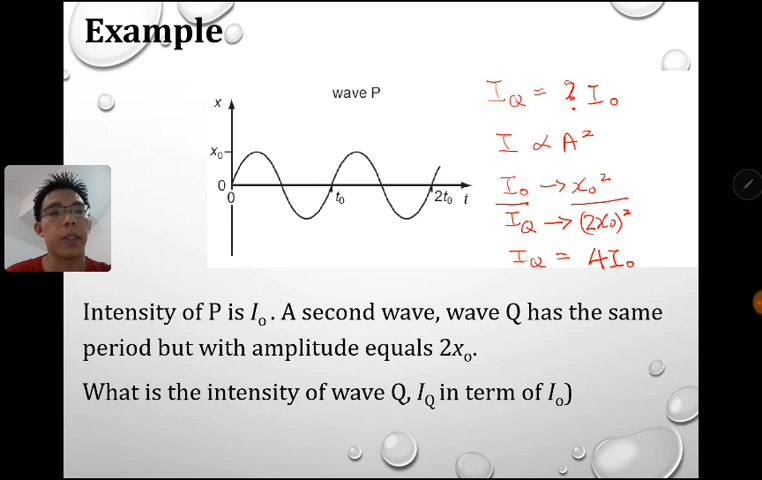 Example
wave P
x
x₀
0
0
t₀
2t₀
t
I_Q = ? I₀
I ∝ A²
I₀ → x₀²
I_Q → (2x₀)²
I_Q = 4I₀
Intensity of P is I₀ . A second wave, wave Q has the same
period but with amplitude equals 2x₀.
What is the intensity of wave Q, I_Q in term of I₀)